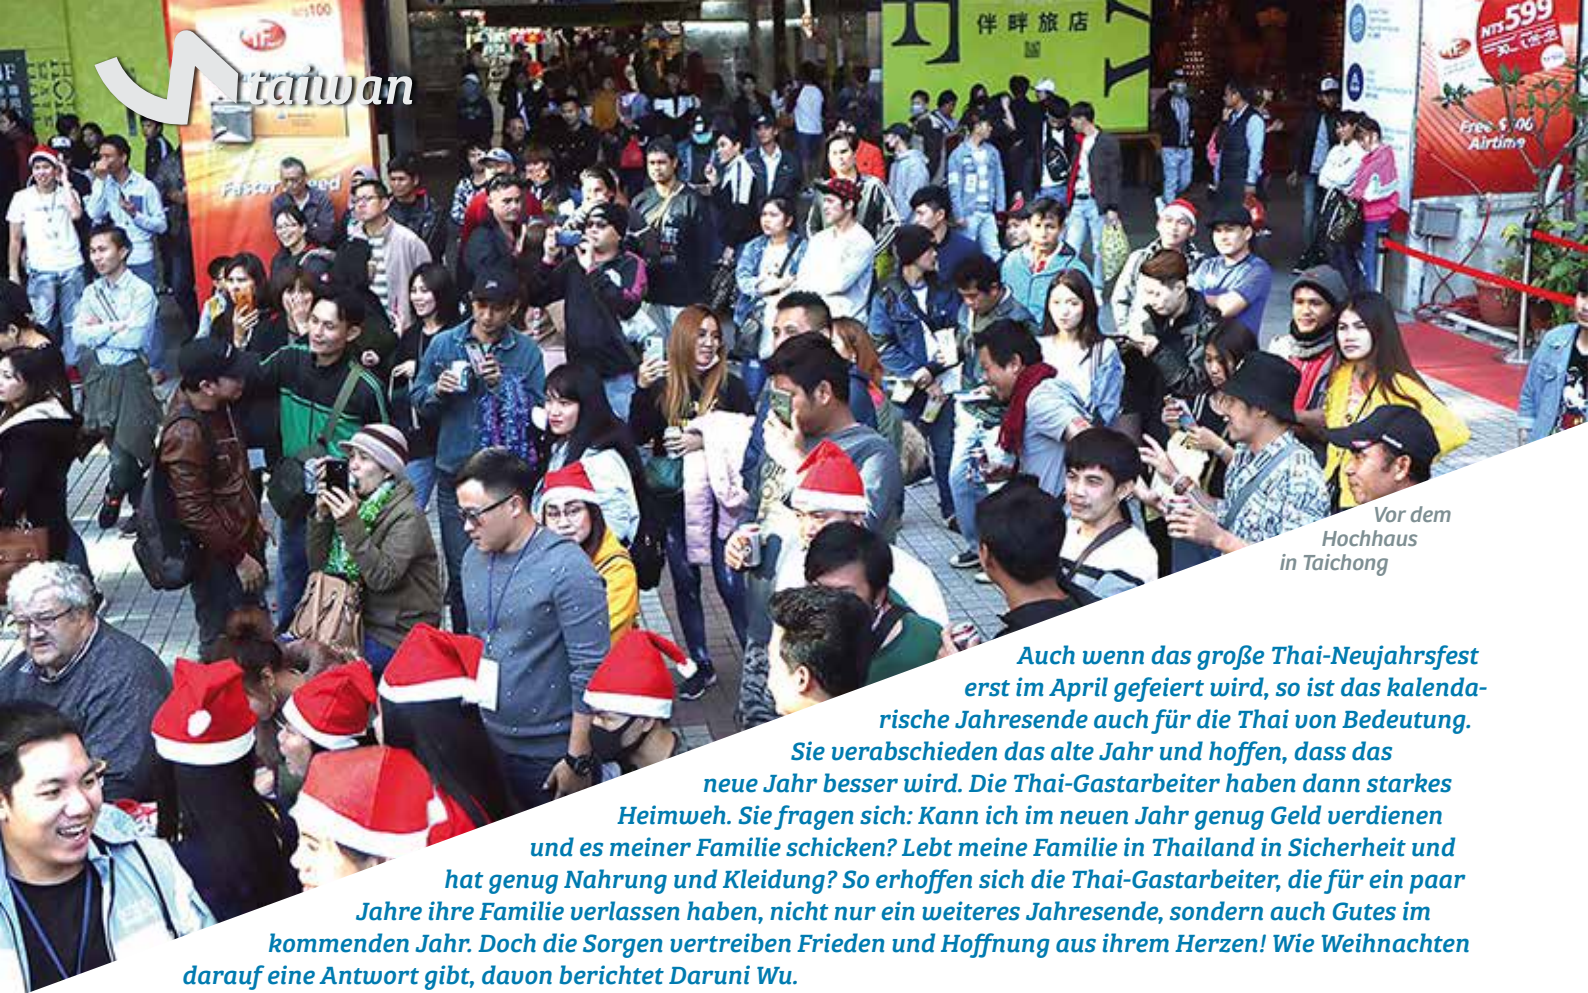 NT$100
伴畔旅店
NT$599
taiwan
Free $
Airtime
Faster
eed
Vor dem
Hochhaus
in Taichong
Auch wenn das große Thai-Neujahrsfest
erst im April gefeiert wird, so ist das kalenda-
rische Jahresende auch für die Thai von Bedeutung.
Sie verabschieden das alte Jahr und hoffen, dass das
neue Jahr besser wird. Die Thai-Gastarbeiter haben dann starkes
Heimweh. Sie fragen sich: Kann ich im neuen Jahr genug Geld verdienen
und es meiner Familie schicken? Lebt meine Familie in Thailand in Sicherheit und
hat genug Nahrung und Kleidung? So erhoffen sich die Thai-Gastarbeiter, die für ein paar
Jahre ihre Familie verlassen haben, nicht nur ein weiteres Jahresende, sondern auch Gutes im
kommenden Jahr. Doch die Sorgen vertreiben Frieden und Hoffnung aus ihrem Herzen! Wie Weihnachten
darauf eine Antwort gibt, davon berichtet Daruni Wu.